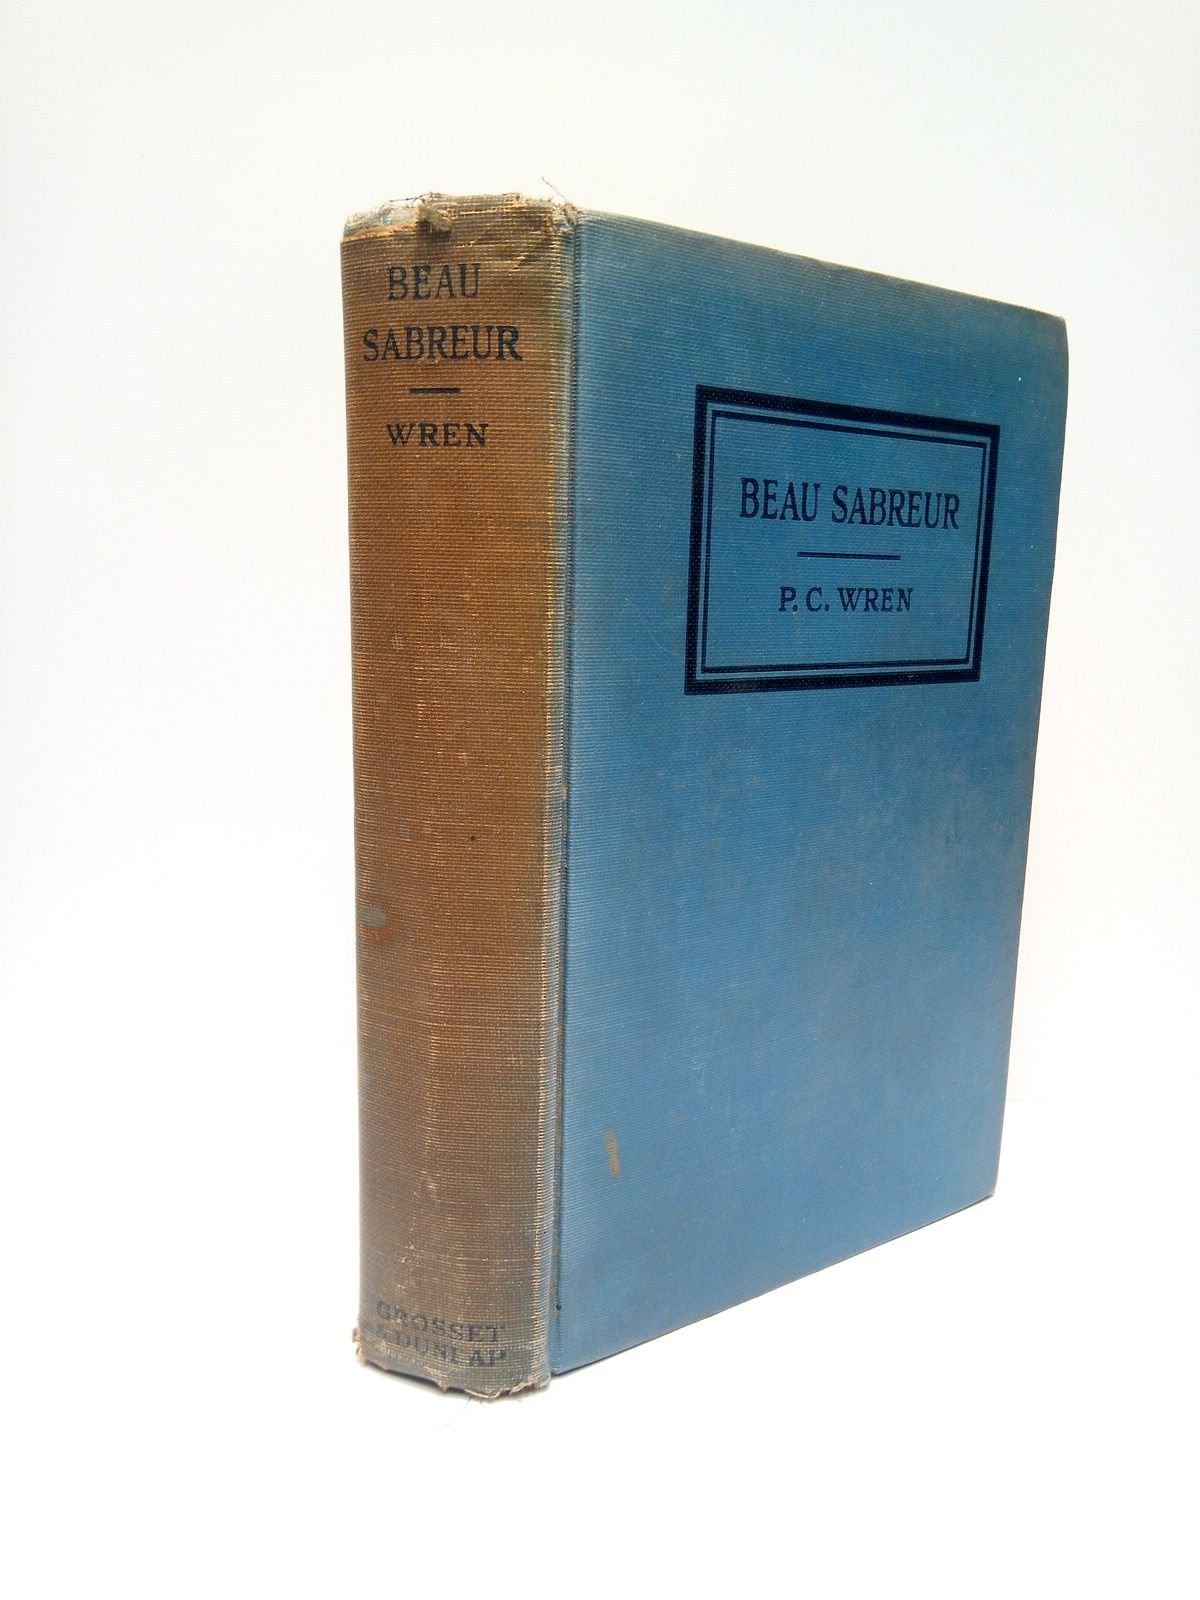 BEAU
SABREUR
WREN
GROSSET
& DUNLAP
BEAU SABREUR
P. C. WREN